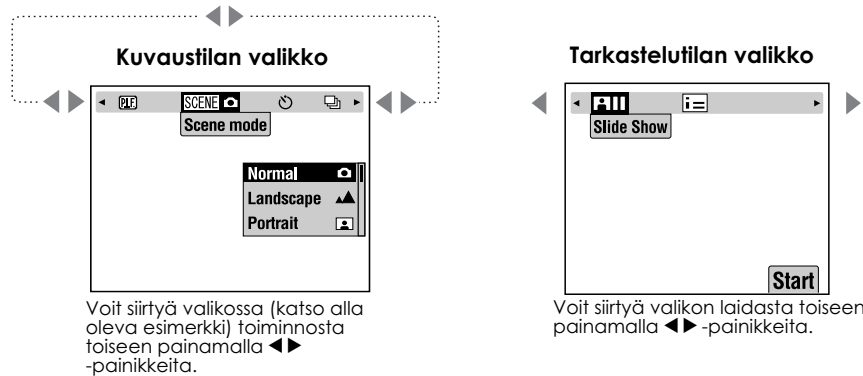 Kuvaustilan valikko
P.I.F. SCENE
Scene mode
Normal
Landscape
Portrait
Voit siirtyä valikossa (katso alla
oleva esimerkki) toiminnosta
toiseen painamalla ◀▶
-painikkeita.
Tarkastelutilan valikko
Slide Show
Start
Voit siirtyä valikon laidasta toiseen
painamalla ◀▶ -painikkeita.